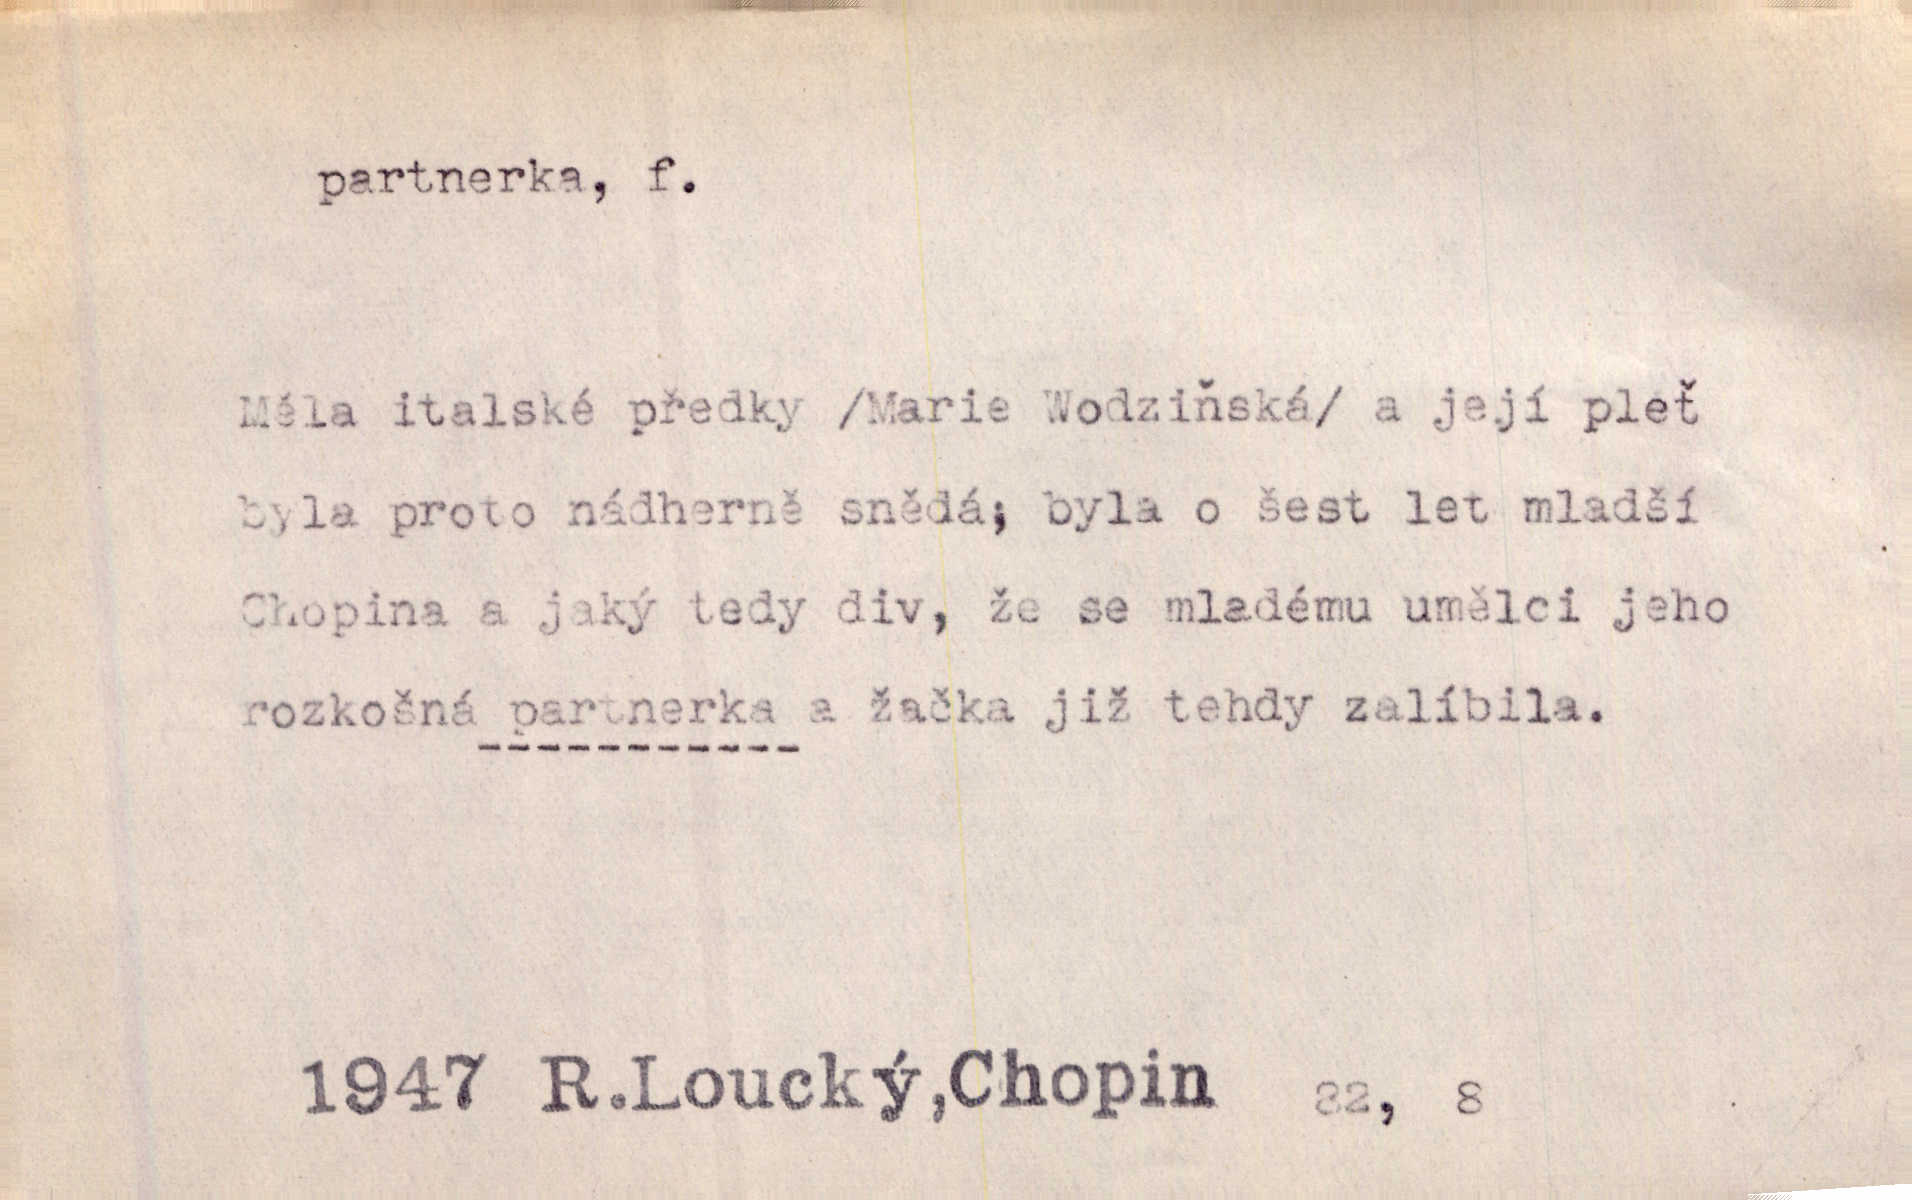 partnerka, f.
Měla italské předky /Marie Wodziňská/ a její pleť
byla proto nádherně snědá; byla o šest let mladší
Chopina a jaký tedy div, že se mladému umělci jeho
rozkošná partnerka a žačka již tehdy zalíbila.
1947 R.Loucký,Chopin 82, 8